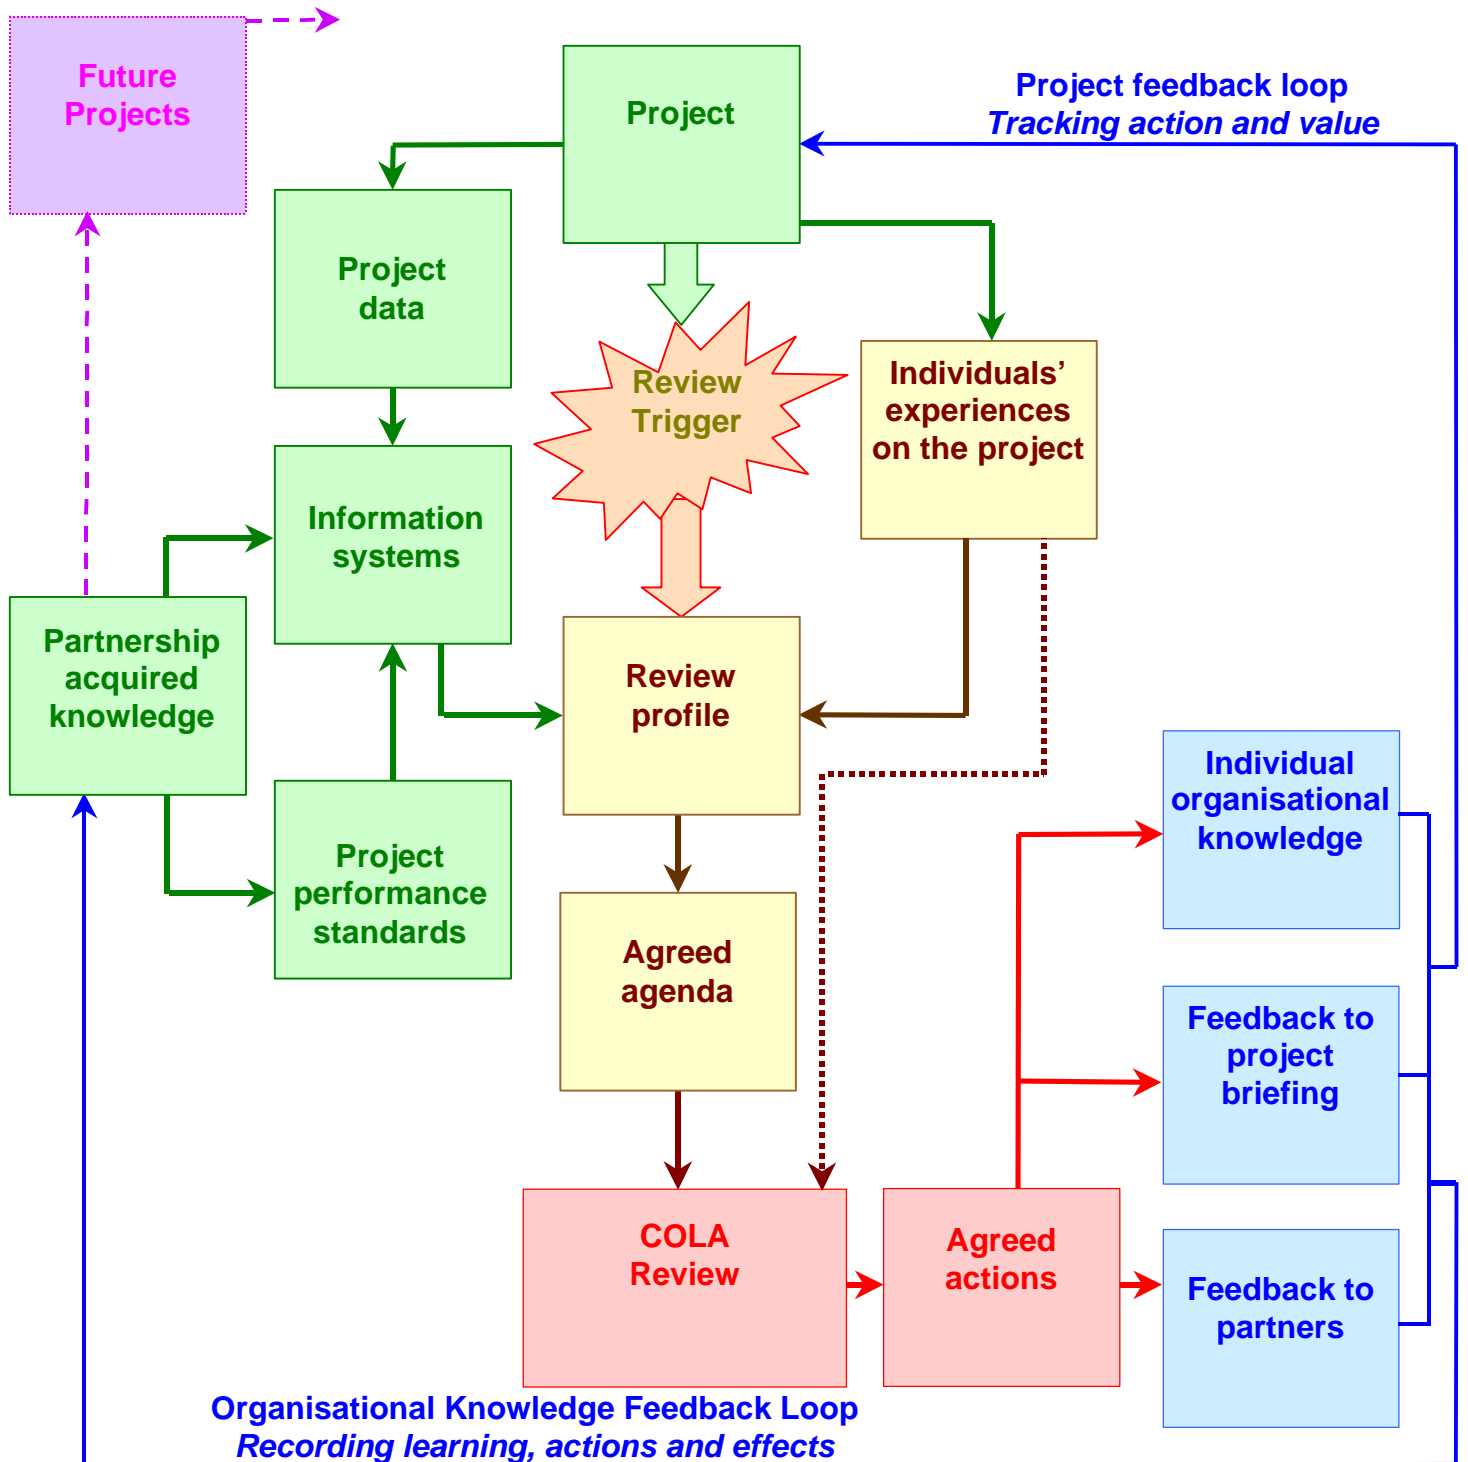 Future
Projects
Project
Project feedback loop
Tracking action and value
Project
data
Review
Trigger
Individuals’
experiences
on the project
Information
systems
Partnership
acquired
knowledge
Review
profile
Individual
organisational
knowledge
Project
performance
standards
Agreed
agenda
Feedback to
project
briefing
COLA
Review
Agreed
actions
Feedback to
partners
Organisational Knowledge Feedback Loop
Recording learning, actions and effects